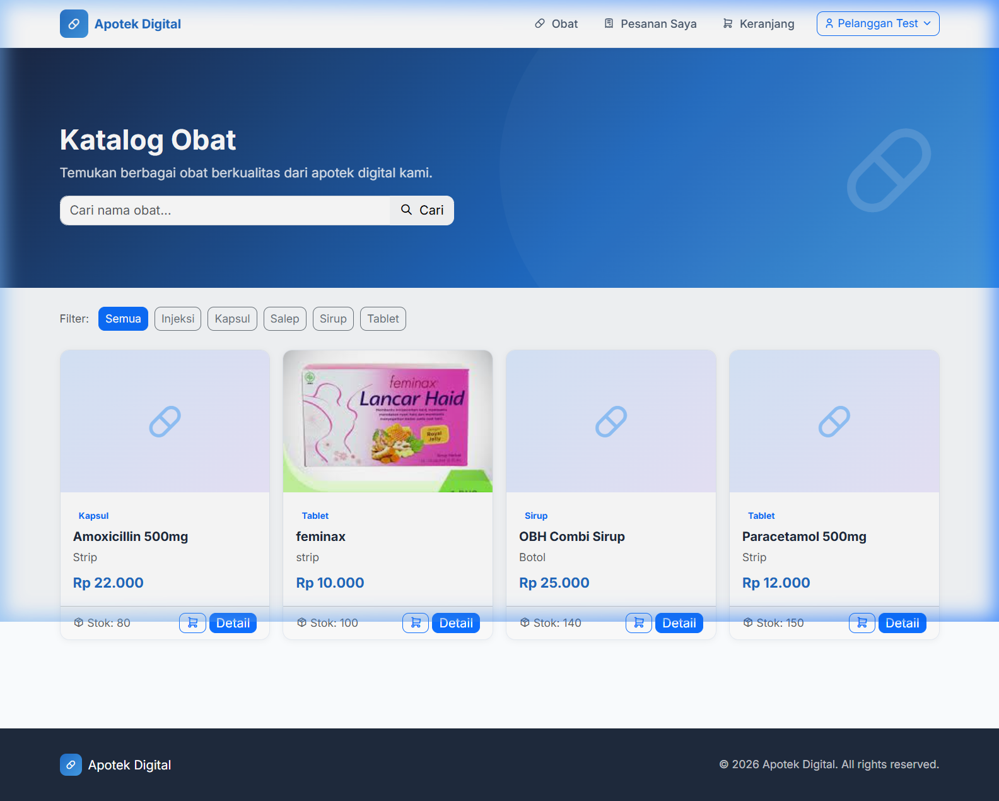 Apotek Digital
Obat
Pesanan Saya
Keranjang
Pelanggan Test
Katalog Obat
Temukan berbagai obat berkualitas dari apotek digital kami.
Cari nama obat...
Cari
Filter:
Semua
Injeksi
Kapsul
Salep
Sirup
Tablet
feminax
Lancar Haid
Royal
Jelly
Kapsul
Amoxicillin 500mg
Strip
Rp 22.000
Stok: 80
Detail
Tablet
feminax
strip
Rp 10.000
Stok: 100
Detail
Sirup
OBH Combi Sirup
Botol
Rp 25.000
Stok: 140
Detail
Tablet
Paracetamol 500mg
Strip
Rp 12.000
Stok: 150
Detail
Apotek Digital
© 2026 Apotek Digital. All rights reserved.